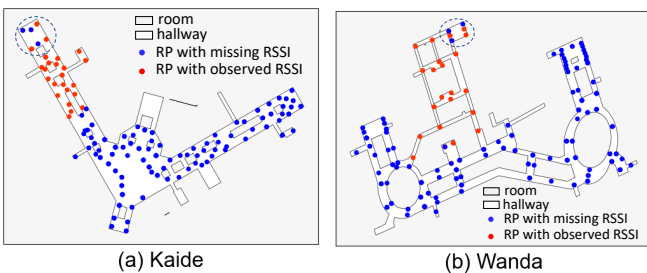 room
hallway
RP with missing RSSI
RP with observed RSSI
(a) Kaide
room
hallway
RP with missing RSSI
RP with observed RSSI
(b) Wanda